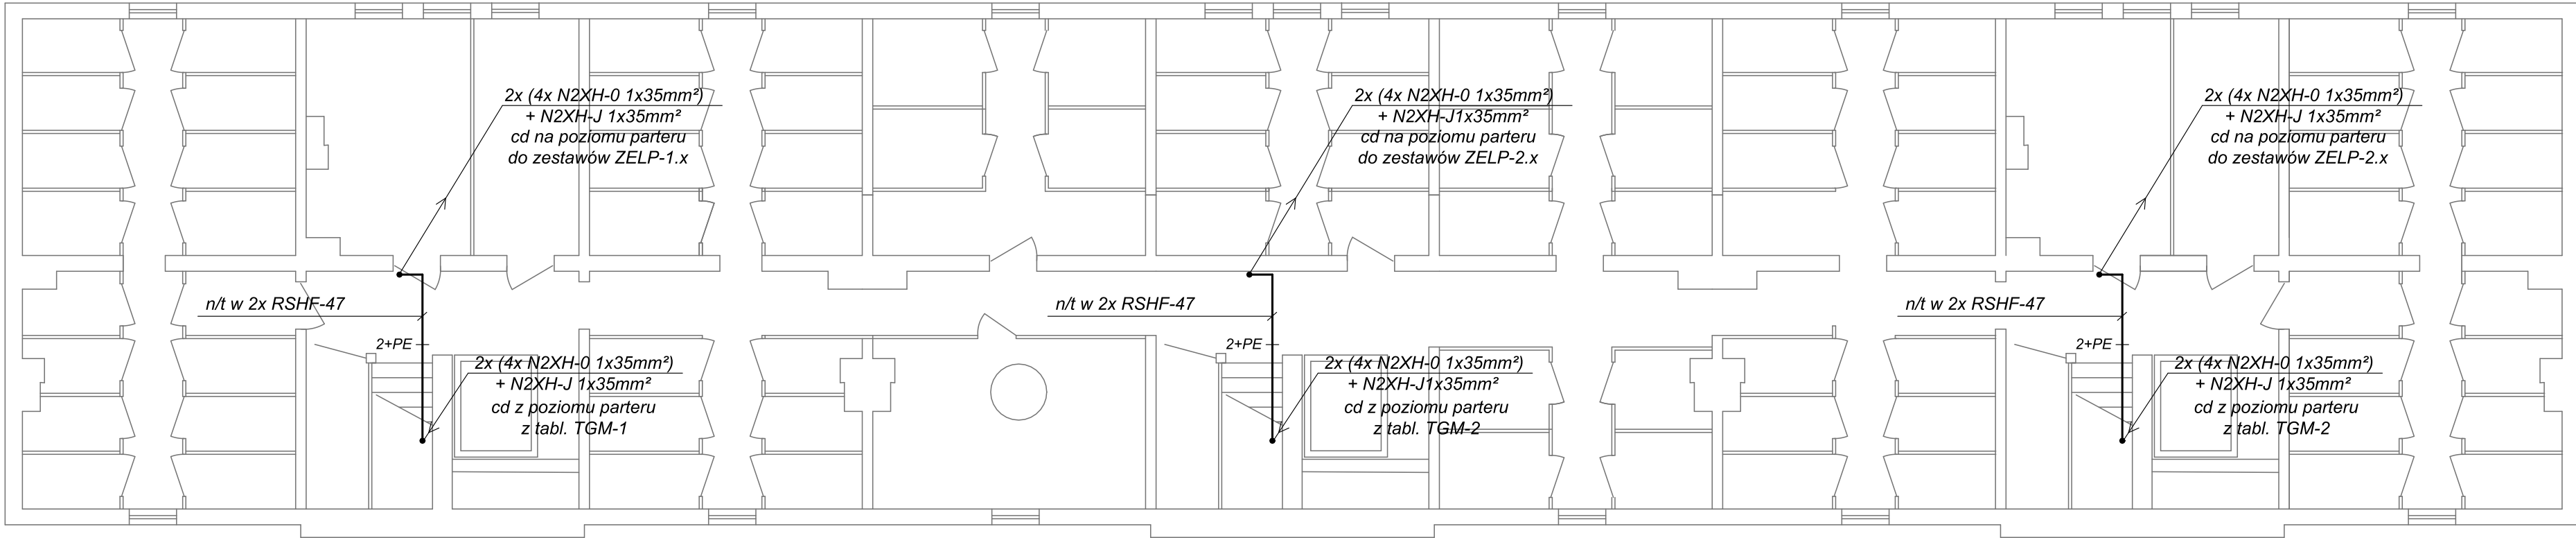 2x (4x N2XH-0 1x35mm²)
+ N2XH-J 1x35mm²
cd na poziomu parteru
do zestawów ZELP-1.x
2x (4x N2XH-0 1x35mm²)
+ N2XH-J1x35mm²
cd na poziomu parteru
do zestawów ZELP-2.x
2x (4x N2XH-0 1x35mm²)
+ N2XH-J 1x35mm²
cd na poziomu parteru
do zestawów ZELP-2.x
n/t w 2x RSHF-47
n/t w 2x RSHF-47
n/t w 2x RSHF-47
2+PE
2+PE
2+PE
2x (4x N2XH-0 1x35mm²)
+ N2XH-J 1x35mm²
cd z poziomu parteru
z tabl. TGM-1
2x (4x N2XH-0 1x35mm²)
+ N2XH-J1x35mm²
cd z poziomu parteru
z tabl. TGM-2
2x (4x N2XH-0 1x35mm²)
+ N2XH-J 1x35mm²
cd z poziomu parteru
z tabl. TGM-2